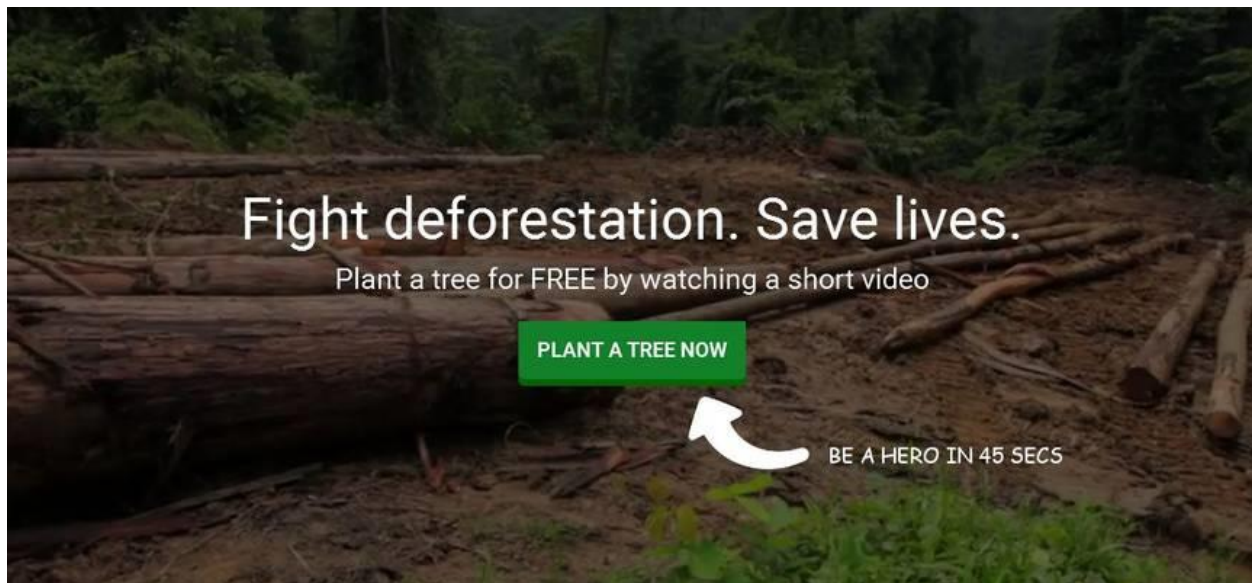 Fight deforestation. Save lives.
Plant a tree for FREE by watching a short video
PLANT A TREE NOW
BE A HERO IN 45 SECS